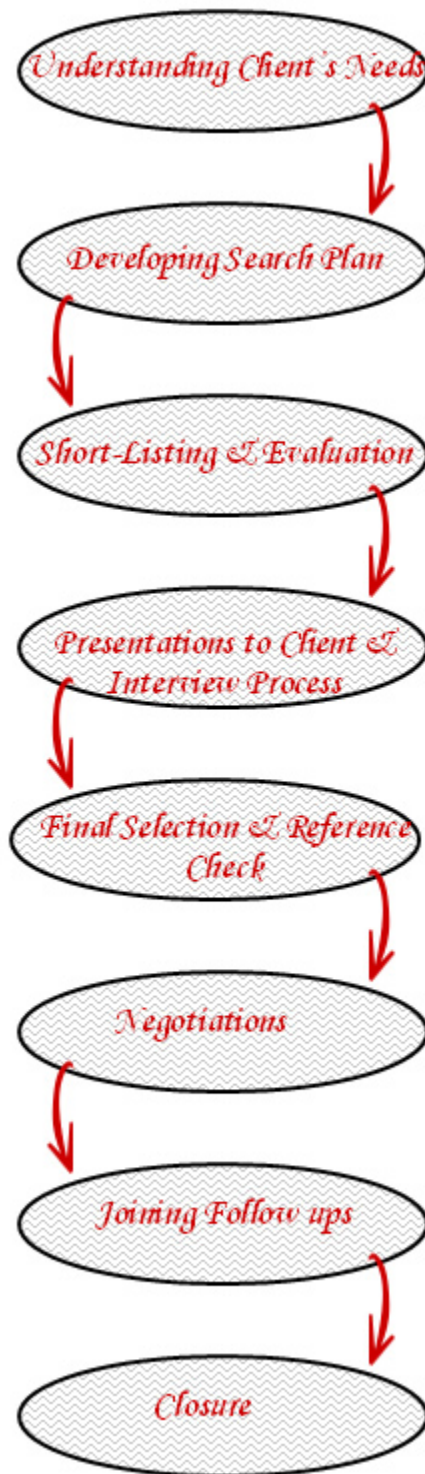 Understanding Client's Needs
Developing Search Plan
Short-Listing & Evaluation
Presentations to Client &
Interview Process
Final Selection & Reference
Check
Negotiations
Joining Follow ups
Closure